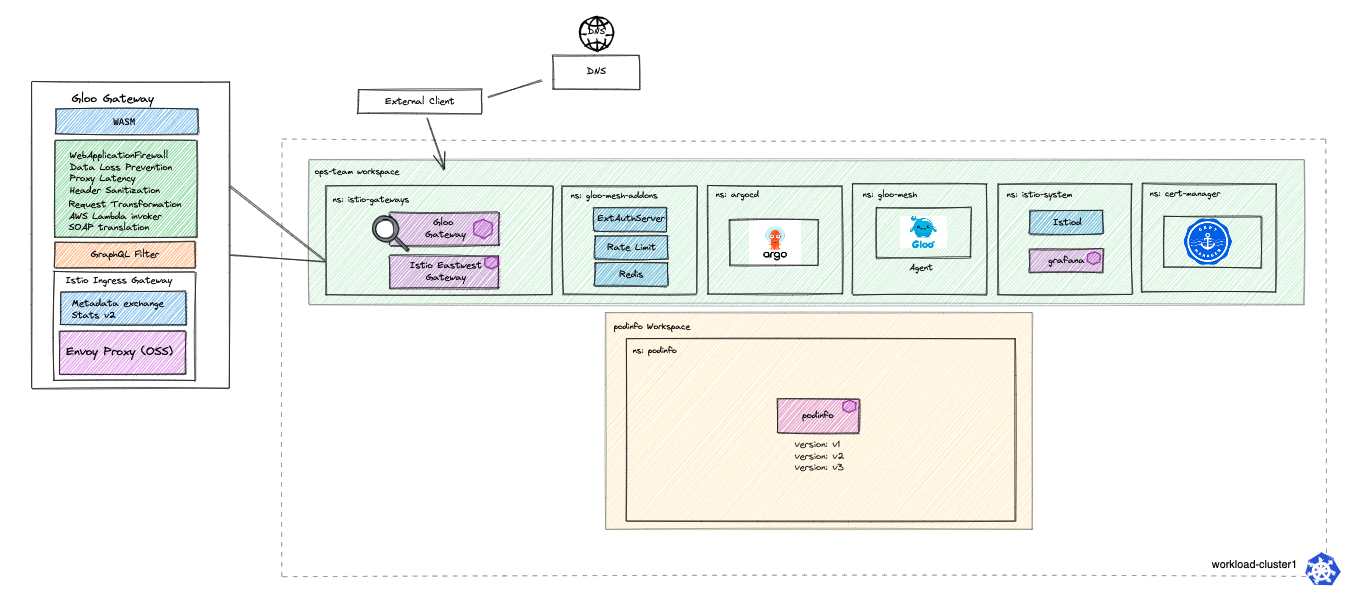 DNS
DNS
External Client
Gloo Gateway
WASM
WebApplicationFirewall
Data Loss Prevention
Proxy Latency
Header Sanitization
Request Transformation
AWS Lambda invoker
SOAP translation
GraphQL Filter
Istio Ingress Gateway
Metadata exchange
Stats v2
Envoy Proxy (OSS)
ops-team workspace
ns: istio-gateways
Gloo
Gateway
Istio Eastwest
Gateway
ns: gloo-mesh-addons
ExtAuthServer
Rate Limit
Redis
ns: argocd
argo
ns: gloo-mesh
Gloo
Agent
ns: istio-system
Istiod
grafana
ns: cert-manager
CERT
MANAGER
podinfo Workspace
ns: podinfo
podinfo
version: v1
version: v2
version: v3
workload-cluster1